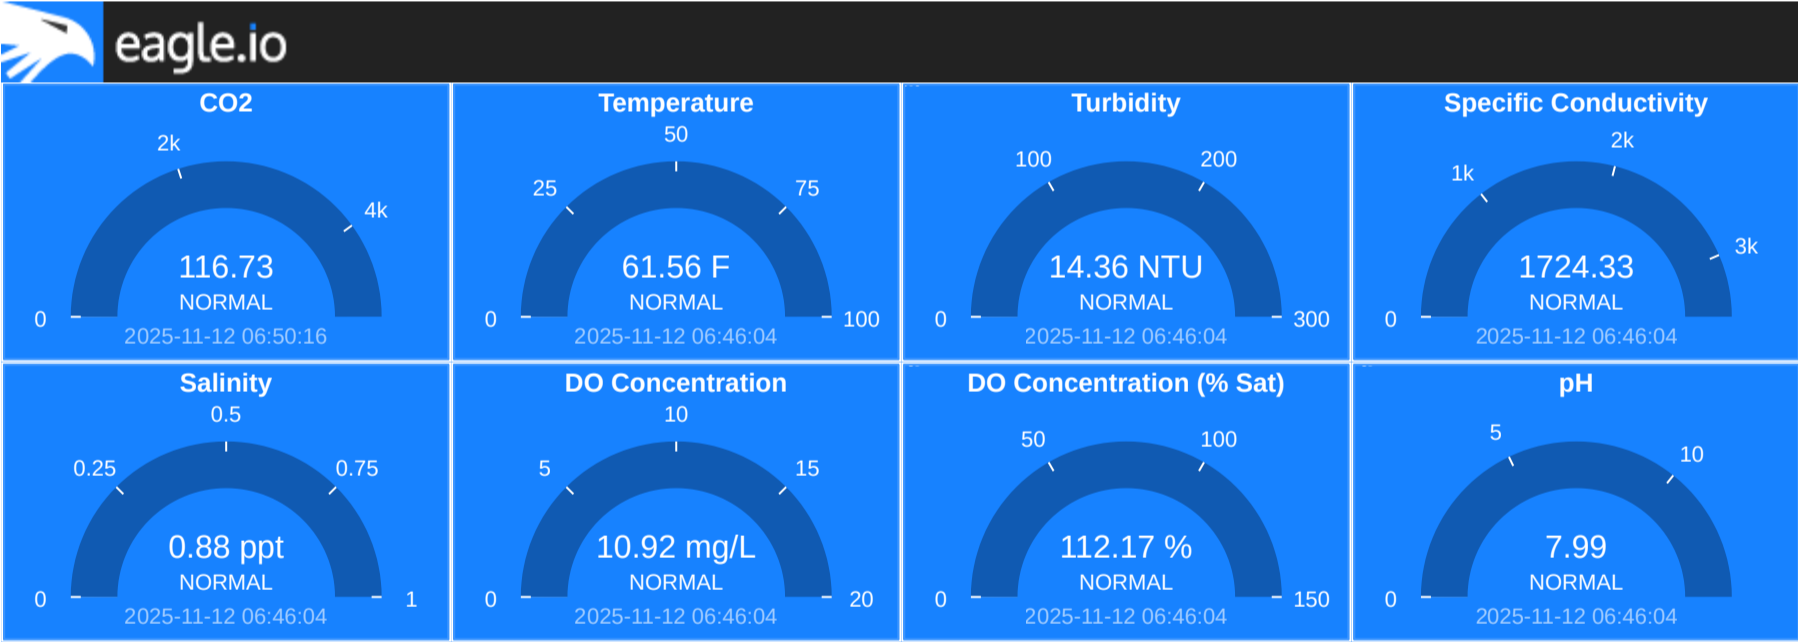 eagle.io
CO2
2k
4k
116.73
NORMAL
0
2025-11-12 06:50:16
Temperature
50
25
75
61.56 F
NORMAL
0
100
2025-11-12 06:46:04
Turbidity
100
200
14.36 NTU
NORMAL
0
300
2025-11-12 06:46:04
Specific Conductivity
2k
1k
3k
1724.33
NORMAL
0
2025-11-12 06:46:04
Salinity
0.5
0.25
0.75
0.88 ppt
NORMAL
0
1
2025-11-12 06:46:04
DO Concentration
10
5
15
10.92 mg/L
NORMAL
0
20
2025-11-12 06:46:04
DO Concentration (% Sat)
50
100
112.17 %
NORMAL
0
150
2025-11-12 06:46:04
pH
5
10
7.99
NORMAL
0
2025-11-12 06:46:04